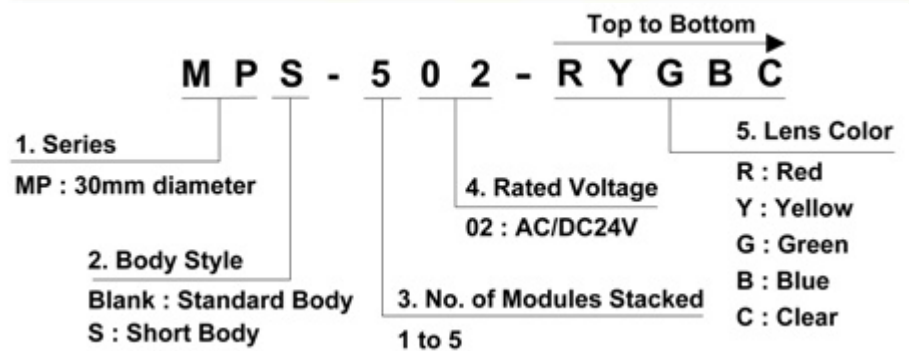 Top to Bottom
M P S - 5 0 2 - R Y G B C
1. Series
MP : 30mm diameter
2. Body Style
Blank : Standard Body
S : Short Body
3. No. of Modules Stacked
1 to 5
4. Rated Voltage
02 : AC/DC24V
5. Lens Color
R : Red
Y : Yellow
G : Green
B : Blue
C : Clear